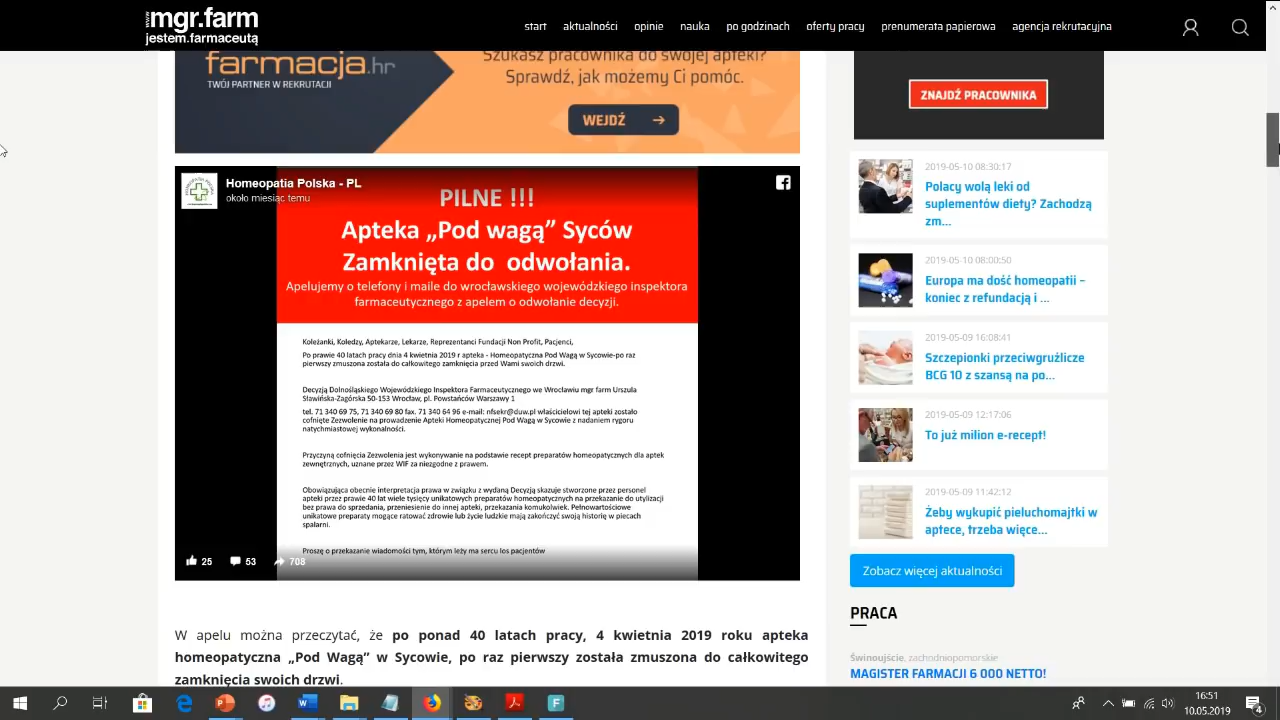 www.
mgr.farm
jestem.farmaceutą
start aktualności opinie nauka po godzinach oferty pracy prenumerata papierowa agencja rekrutacyjna
farmacja.hr
TWÓJ PARTNER W REKRUTACJI
Szukasz pracownika do swojej apteki?
Sprawdź, jak możemy Ci pomóc.
WEJDŹ →
Homeopatia Polska - PL
około miesiąc temu
PILNE !!!
Apteka „Pod wagą” Syców
Zamknięta do odwołania.
Apelujemy o telefony i maile do wrocławskiego wojewódzkiego inspektora
farmaceutycznego z apelem o odwołanie decyzji.
Koleżanki, Koledzy, Aptekarze, Lekarze, Reprezentanci Fundacji Non Profit, Pacjenci,
Po prawie 40 latach pracy dnia 4 kwietnia 2019 r apteka - Homeopatyczna Pod Wagą w Sycowie-po raz
pierwszy zmuszona została do całkowitego zamknięcia przed Wami swoich drzwi.
Decyzją Dolnośląskiego Wojewódzkiego Inspektora Farmaceutycznego we Wrocławiu mgr farm Urszula
Sławińska-Zagórska 50-153 Wrocław, pl. Powstańców Warszawy 1
tel. 71 340 69 75, 71 340 69 80 fax. 71 340 64 96 e-mail: nfsekr@duw.pl właścicielowi tej apteki zostało
cofnięte Zezwolenie na prowadzenie Apteki Homeopatycznej Pod Wagą w Sycowie z nadaniem rygoru
natychmiastowej wykonalności.
Przyczyną cofnięcia Zezwolenia jest wykonywanie na podstawie recept preparatów homeopatycznych dla aptek
zewnętrznych, uznane przez WIF za niezgodne z prawem.
Obowiązująca obecnie interpretacja prawa w związku z wydaną Decyzją skazuje stworzone przez personel
apteki przez prawie 40 lat wiele tysięcy unikatowych preparatów homeopatycznych na przekazanie do utylizacji
bez prawa do sprzedaży, przeniesienie do innej apteki, przekazania komukolwiek. Pełnowartościowe
unikatowe preparaty mogące ratować zdrowie lub życie ludzkie mają zakończyć swoją historię w piecach
spalarni.
Proszę o przekazanie wiadomości tym, którym leży ma sercu los pacjentów
25 53 708
W apelu można przeczytać, że po ponad 40 latach pracy, 4 kwietnia 2019 roku apteka
homeopatyczna „Pod Wagą” w Sycowie, po raz pierwszy została zmuszona do całkowitego
zamknięcia swoich drzwi.
ZNAJDŹ PRACOWNIKA
2019-05-10 08:30:17
Polacy wolą leki od
suplementów diety? Zachodzą
zm...
2019-05-10 08:00:50
Europa ma dość homeopatii –
koniec z refundacją i ...
2019-05-09 16:08:41
Szczepionki przeciwgruźlicze
BCG 10 z szansą na po...
2019-05-09 12:17:06
To już milion e-recept!
2019-05-09 11:42:12
Żeby wykupić pieluchomajtki w
aptece, trzeba więce...
Zobacz więcej aktualności
PRACA
Świnoujście, zachodniopomorskie
MAGISTER FARMACJI 6 000 NETTO!
16:51
10.05.2019
4